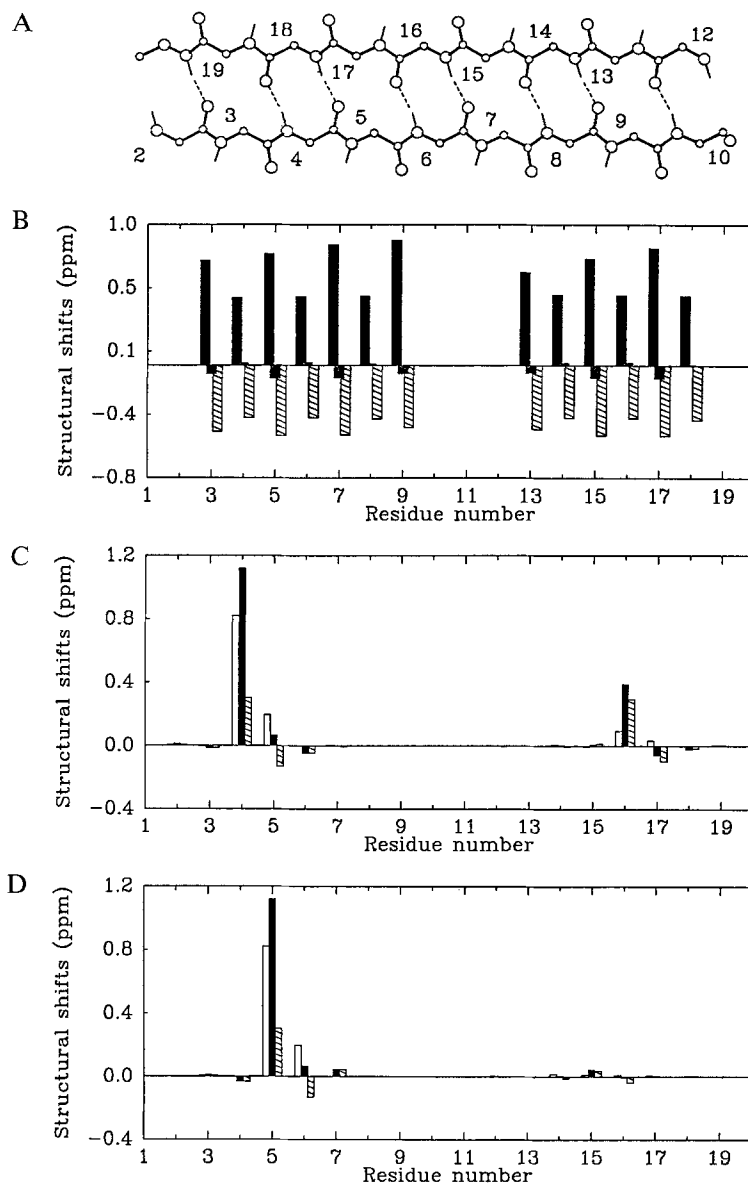 A
18 16 14 12
19 17 15 13
3 5 7 9
2 4 6 8 10
B
Structural shifts (ppm)
1.0
0.5
0.1
−0.4
−0.8
1 3 5 7 9 11 13 15 17 19
Residue number
C
Structural shifts (ppm)
1.2
0.8
0.4
0.0
−0.4
1 3 5 7 9 11 13 15 17 19
Residue number
D
Structural shifts (ppm)
1.2
0.8
0.4
0.0
−0.4
1 3 5 7 9 11 13 15 17 19
Residue number